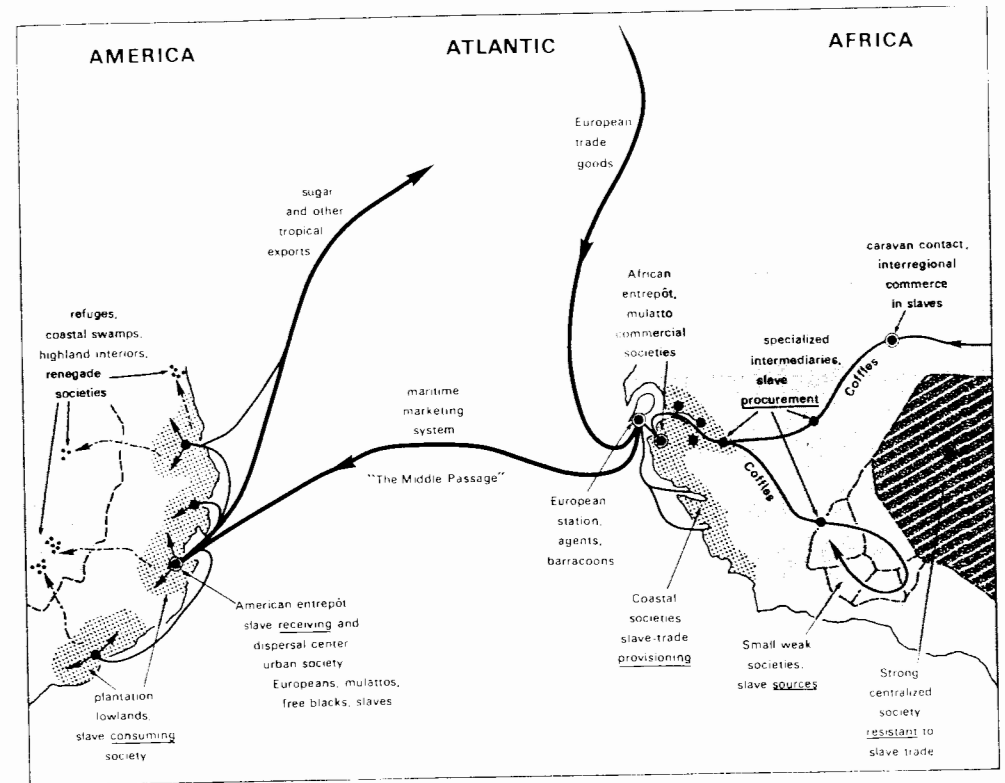 AMERICA
ATLANTIC
AFRICA
European
trade
goods
sugar
and other
tropical
exports
caravan contact,
interregional
commerce
in slaves
African
entrepôt,
mulatto
commercial
societies
refuges,
coastal swamps,
highland interiors,
renegade
societies
specialized
intermediaries,
slave
procurement
Coffles
maritime
marketing
system
"The Middle Passage"
Coffles
European
station,
agents,
barracoons
American entrepôt
slave receiving and
dispersal center
urban society
Europeans, mulattos,
free blacks, slaves
Coastal
societies
slave-trade
provisioning
Small weak
societies,
slave sources
Strong
centralized
society
resistant to
slave trade
plantation
lowlands,
slave consuming
society